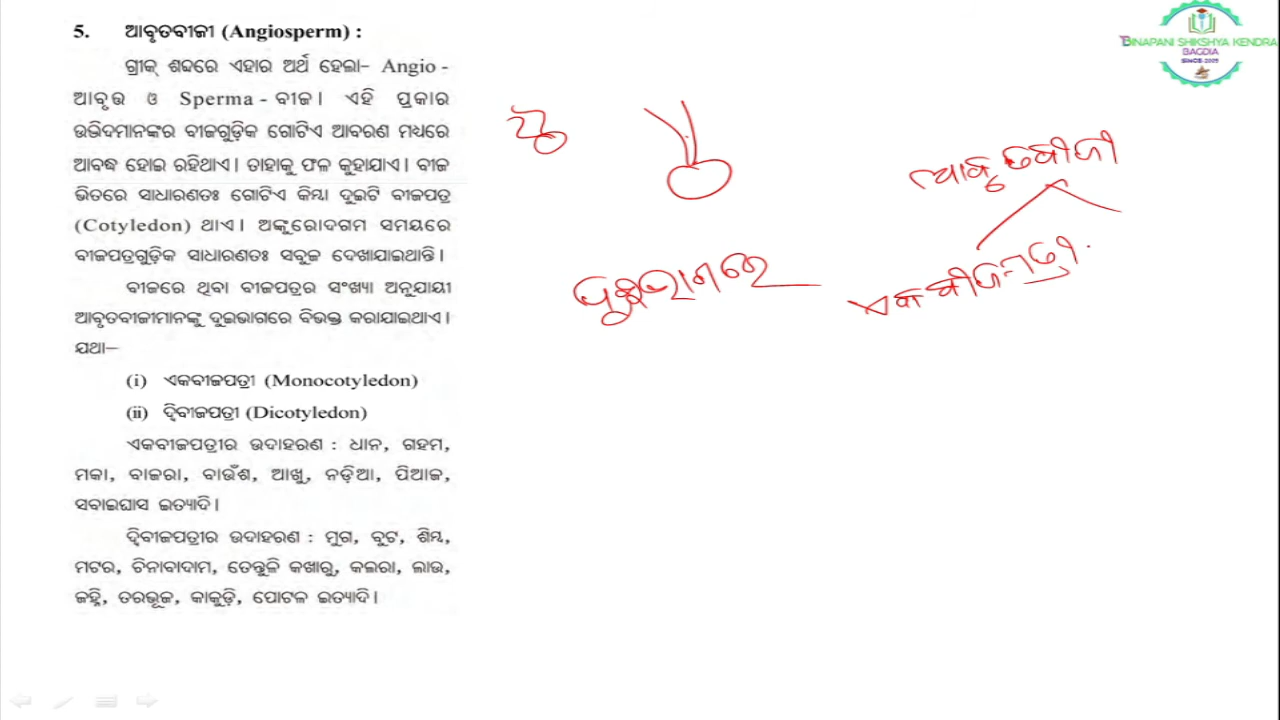 5. ଆବୃତବୀଜୀ (Angiosperm) :
ଗ୍ରୀକ୍ ଶବ୍ଦରେ ଏହାର ଅର୍ଥ ହେଲା– Angio -
ଆବୃତ୍ତ ଓ Sperma - ବୀଜ। ଏହି ପ୍ରକାର
ଉଦ୍ଭିଦମାନଙ୍କର ବୀଜଗୁଡ଼ିକ ଗୋଟିଏ ଆବରଣ ମଧ୍ୟରେ
ଆବଦ୍ଧ ହୋଇ ରହିଥାଏ। ତାହାକୁ ଫଳ କୁହାଯାଏ। ବୀଜ
ଭିତରେ ସାଧାରଣତଃ ଗୋଟିଏ କିମ୍ବା ଦୁଇଟି ବୀଜପତ୍ର
(Cotyledon) ଥାଏ। ଅଙ୍କୁରୋଦଗମ ସମୟରେ
ବୀଜପତ୍ରଗୁଡ଼ିକ ସାଧାରଣତଃ ସବୁଜ ଦେଖାଯାଇଥାନ୍ତି।
ବୀଜରେ ଥିବା ବୀଜପତ୍ରର ସଂଖ୍ୟା ଅନୁଯାୟୀ
ଆବୃତବୀଜୀମାନଙ୍କୁ ଦୁଇଭାଗରେ ବିଭକ୍ତ କରାଯାଇଥାଏ।
ଯଥା–
(i) ଏକବୀଜପତ୍ରୀ (Monocotyledon)
(ii) ଦ୍ୱିବୀଜପତ୍ରୀ (Dicotyledon)
ଏକବୀଜପତ୍ରୀର ଉଦାହରଣ : ଧାନ, ଗହମ,
ମକା, ବାଜରା, ବାଉଁଶ, ଆଖୁ, ନଡ଼ିଆ, ପିଆଜ,
ସବାଇଘାସ ଇତ୍ୟାଦି।
ଦ୍ୱିବୀଜପତ୍ରୀର ଉଦାହରଣ : ମୁଗ, ବୁଟ, ଶିମ୍ବ,
ମଟର, ଚିନାବାଦାମ, ତେନ୍ତୁଳି କଖାରୁ, କଲରା, ଲାଉ,
ଜହ୍ନି, ତରଭୂଜ, କାକୁଡ଼ି, ପୋଟଳ ଇତ୍ୟାଦି।
ଆବୃତବୀଜୀ
ଏକବୀଜପତ୍ରୀ
BINAPANI SHIKSHYA KENDRA
BAGDIA
SINCE-2005